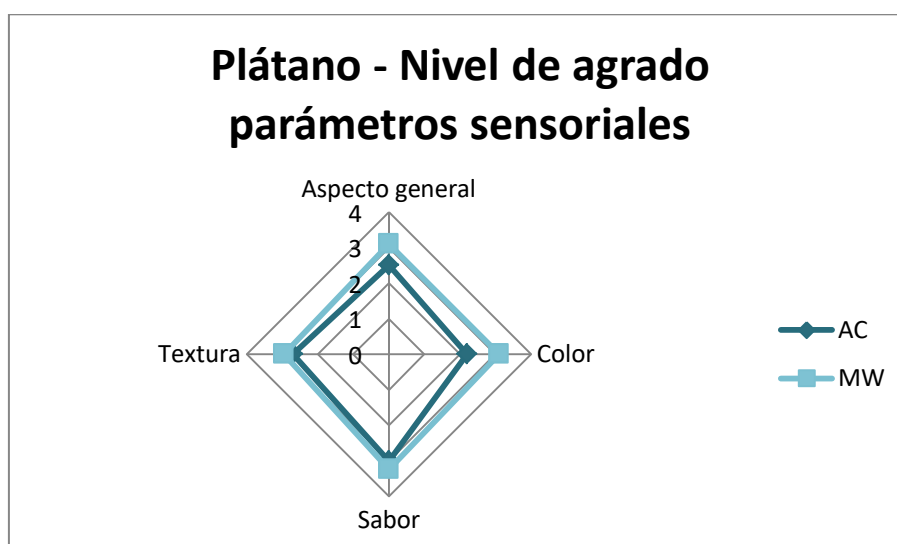 Plátano - Nivel de agrado
parámetros sensoriales
Aspecto general
4
3
2
1
0
Textura
Color
Sabor
AC
MW